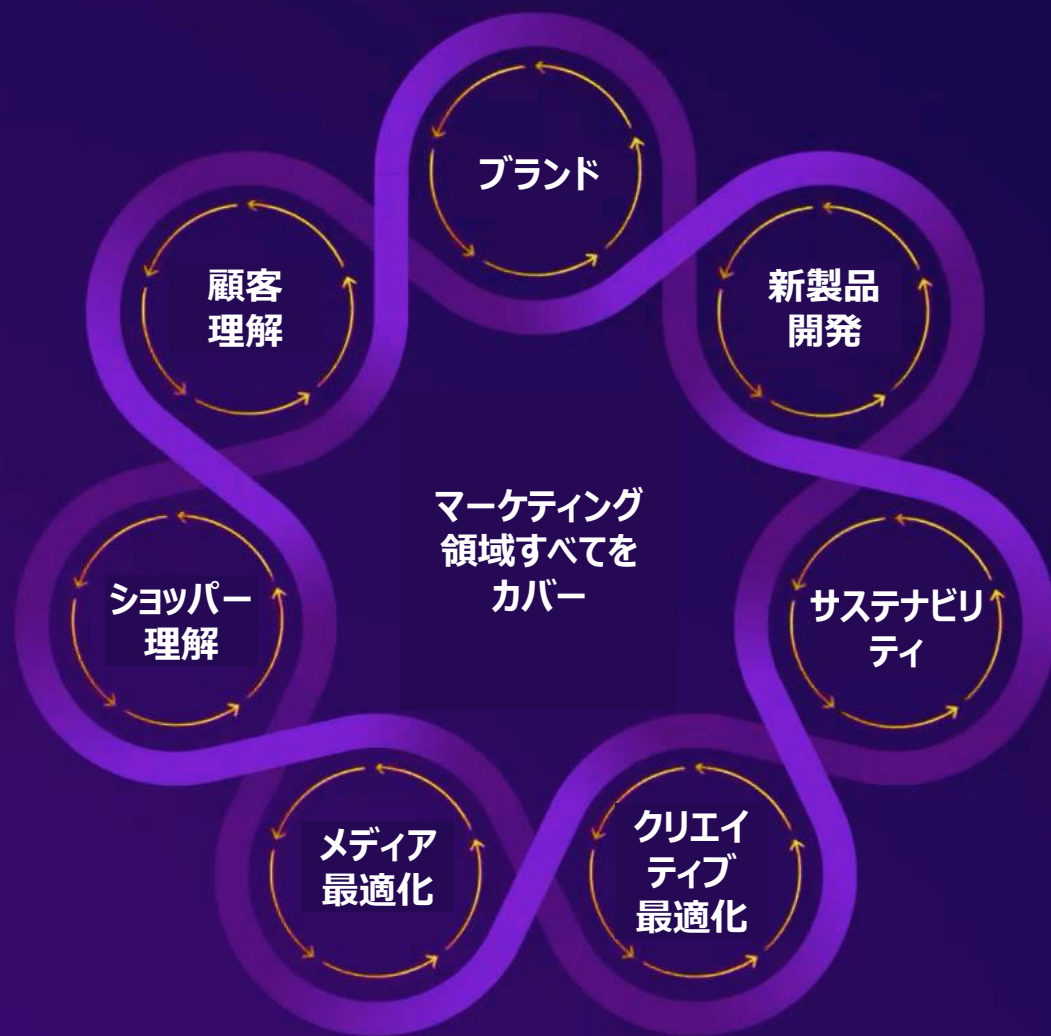 ブランド
顧客
理解
新製品
開発
マーケティング
領域すべてを
カバー
ショッパー
理解
サステナビリ
ティ
メディア
最適化
クリエイ
ティブ
最適化